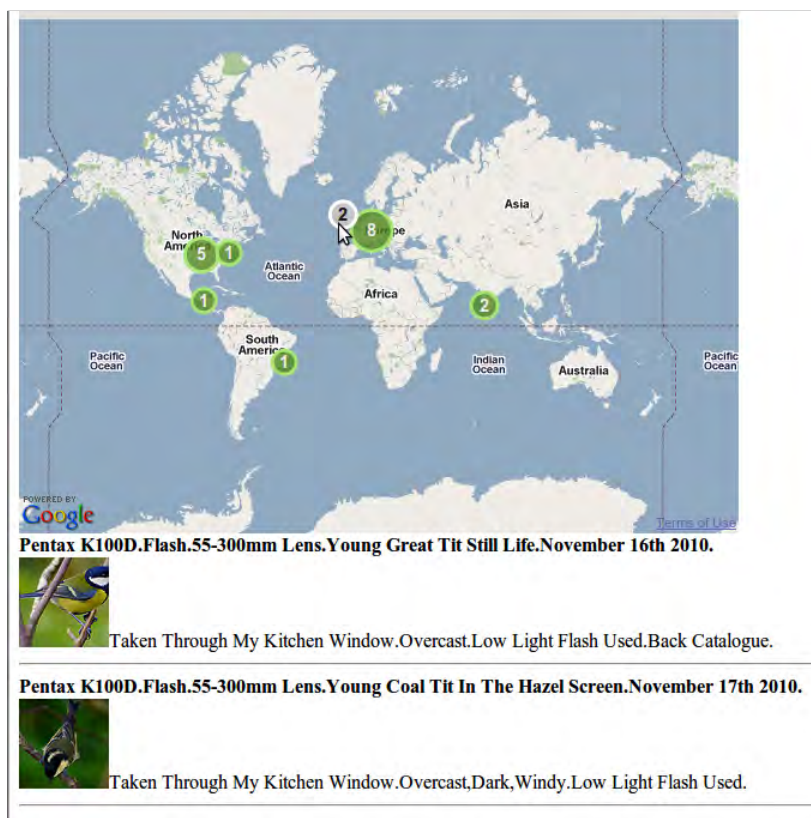 Asia
2
8
Europe
North
America
5
1
Atlantic
Ocean
1
Africa
2
South
America
1
Pacific
Ocean
Indian
Ocean
Australia
Pacific
Ocean
POWERED BY
Google
Terms of Use
Pentax K100D.Flash.55-300mm Lens.Young Great Tit Still Life.November 16th 2010.
Taken Through My Kitchen Window.Overcast.Low Light Flash Used.Back Catalogue.
Pentax K100D.Flash.55-300mm Lens.Young Coal Tit In The Hazel Screen.November 17th 2010.
Taken Through My Kitchen Window.Overcast,Dark,Windy.Low Light Flash Used.